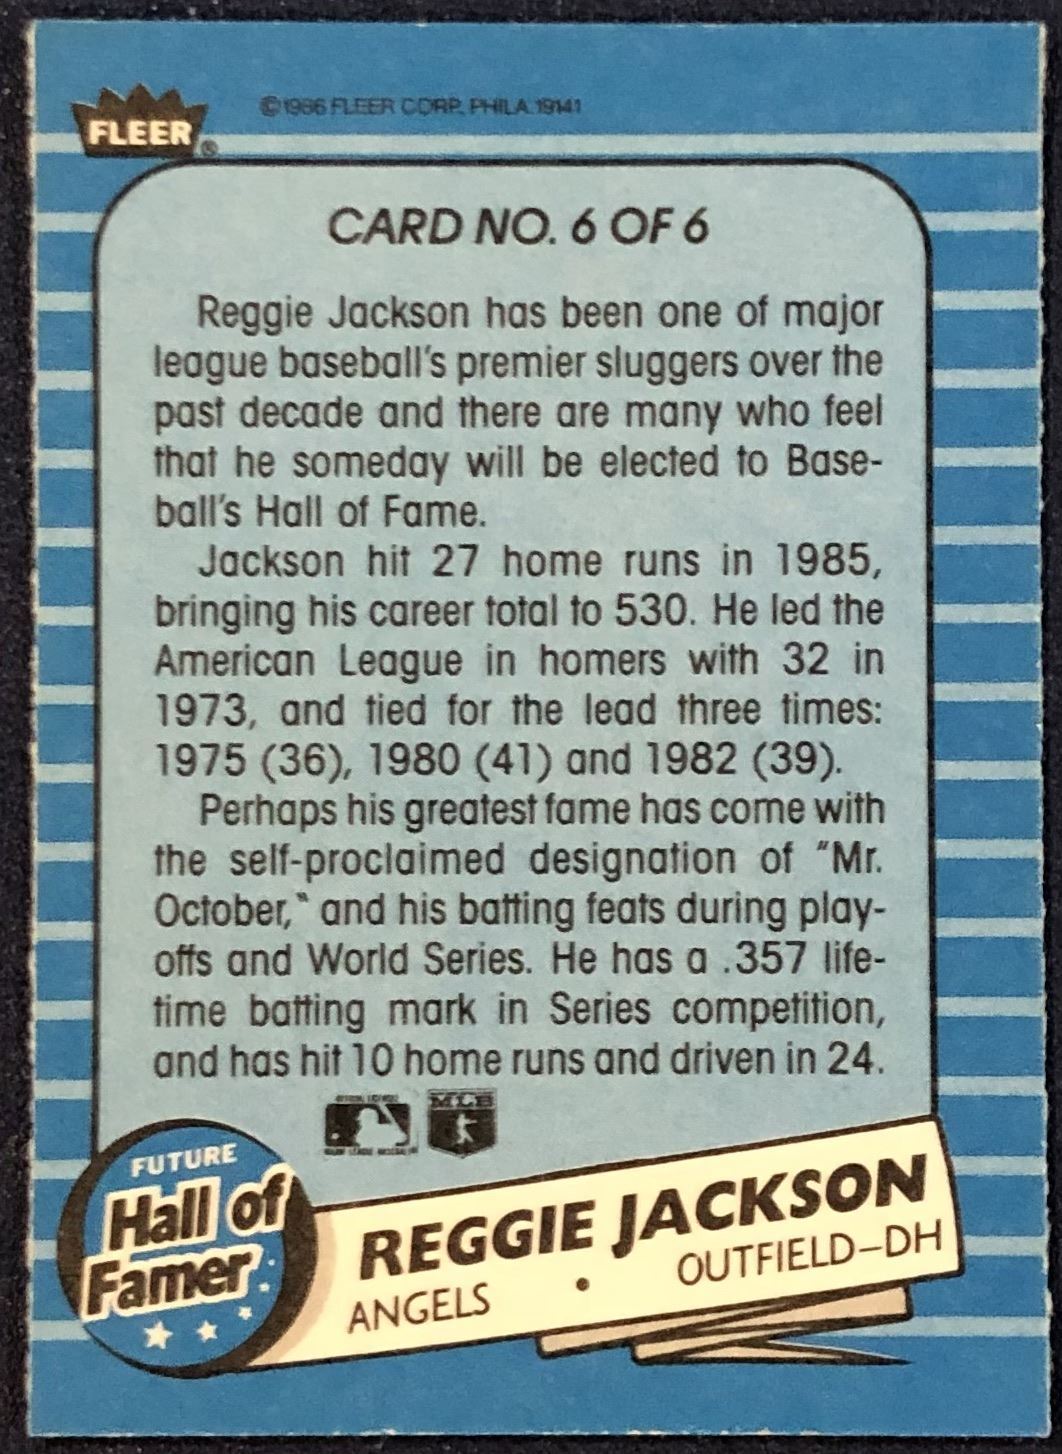 FLEER®
©1986 FLEER CORP. PHILA. 19141
CARD NO. 6 OF 6
Reggie Jackson has been one of major
league baseball's premier sluggers over the
past decade and there are many who feel
that he someday will be elected to Base-
ball's Hall of Fame.
Jackson hit 27 home runs in 1985,
bringing his career total to 530. He led the
American League in homers with 32 in
1973, and tied for the lead three times:
1975 (36), 1980 (41) and 1982 (39).
Perhaps his greatest fame has come with
the self-proclaimed designation of "Mr.
October," and his batting feats during play-
offs and World Series. He has a .357 life-
time batting mark in Series competition,
and has hit 10 home runs and driven in 24.
MLB
FUTURE
Hall of
Famer
REGGIE JACKSON
ANGELS • OUTFIELD-DH